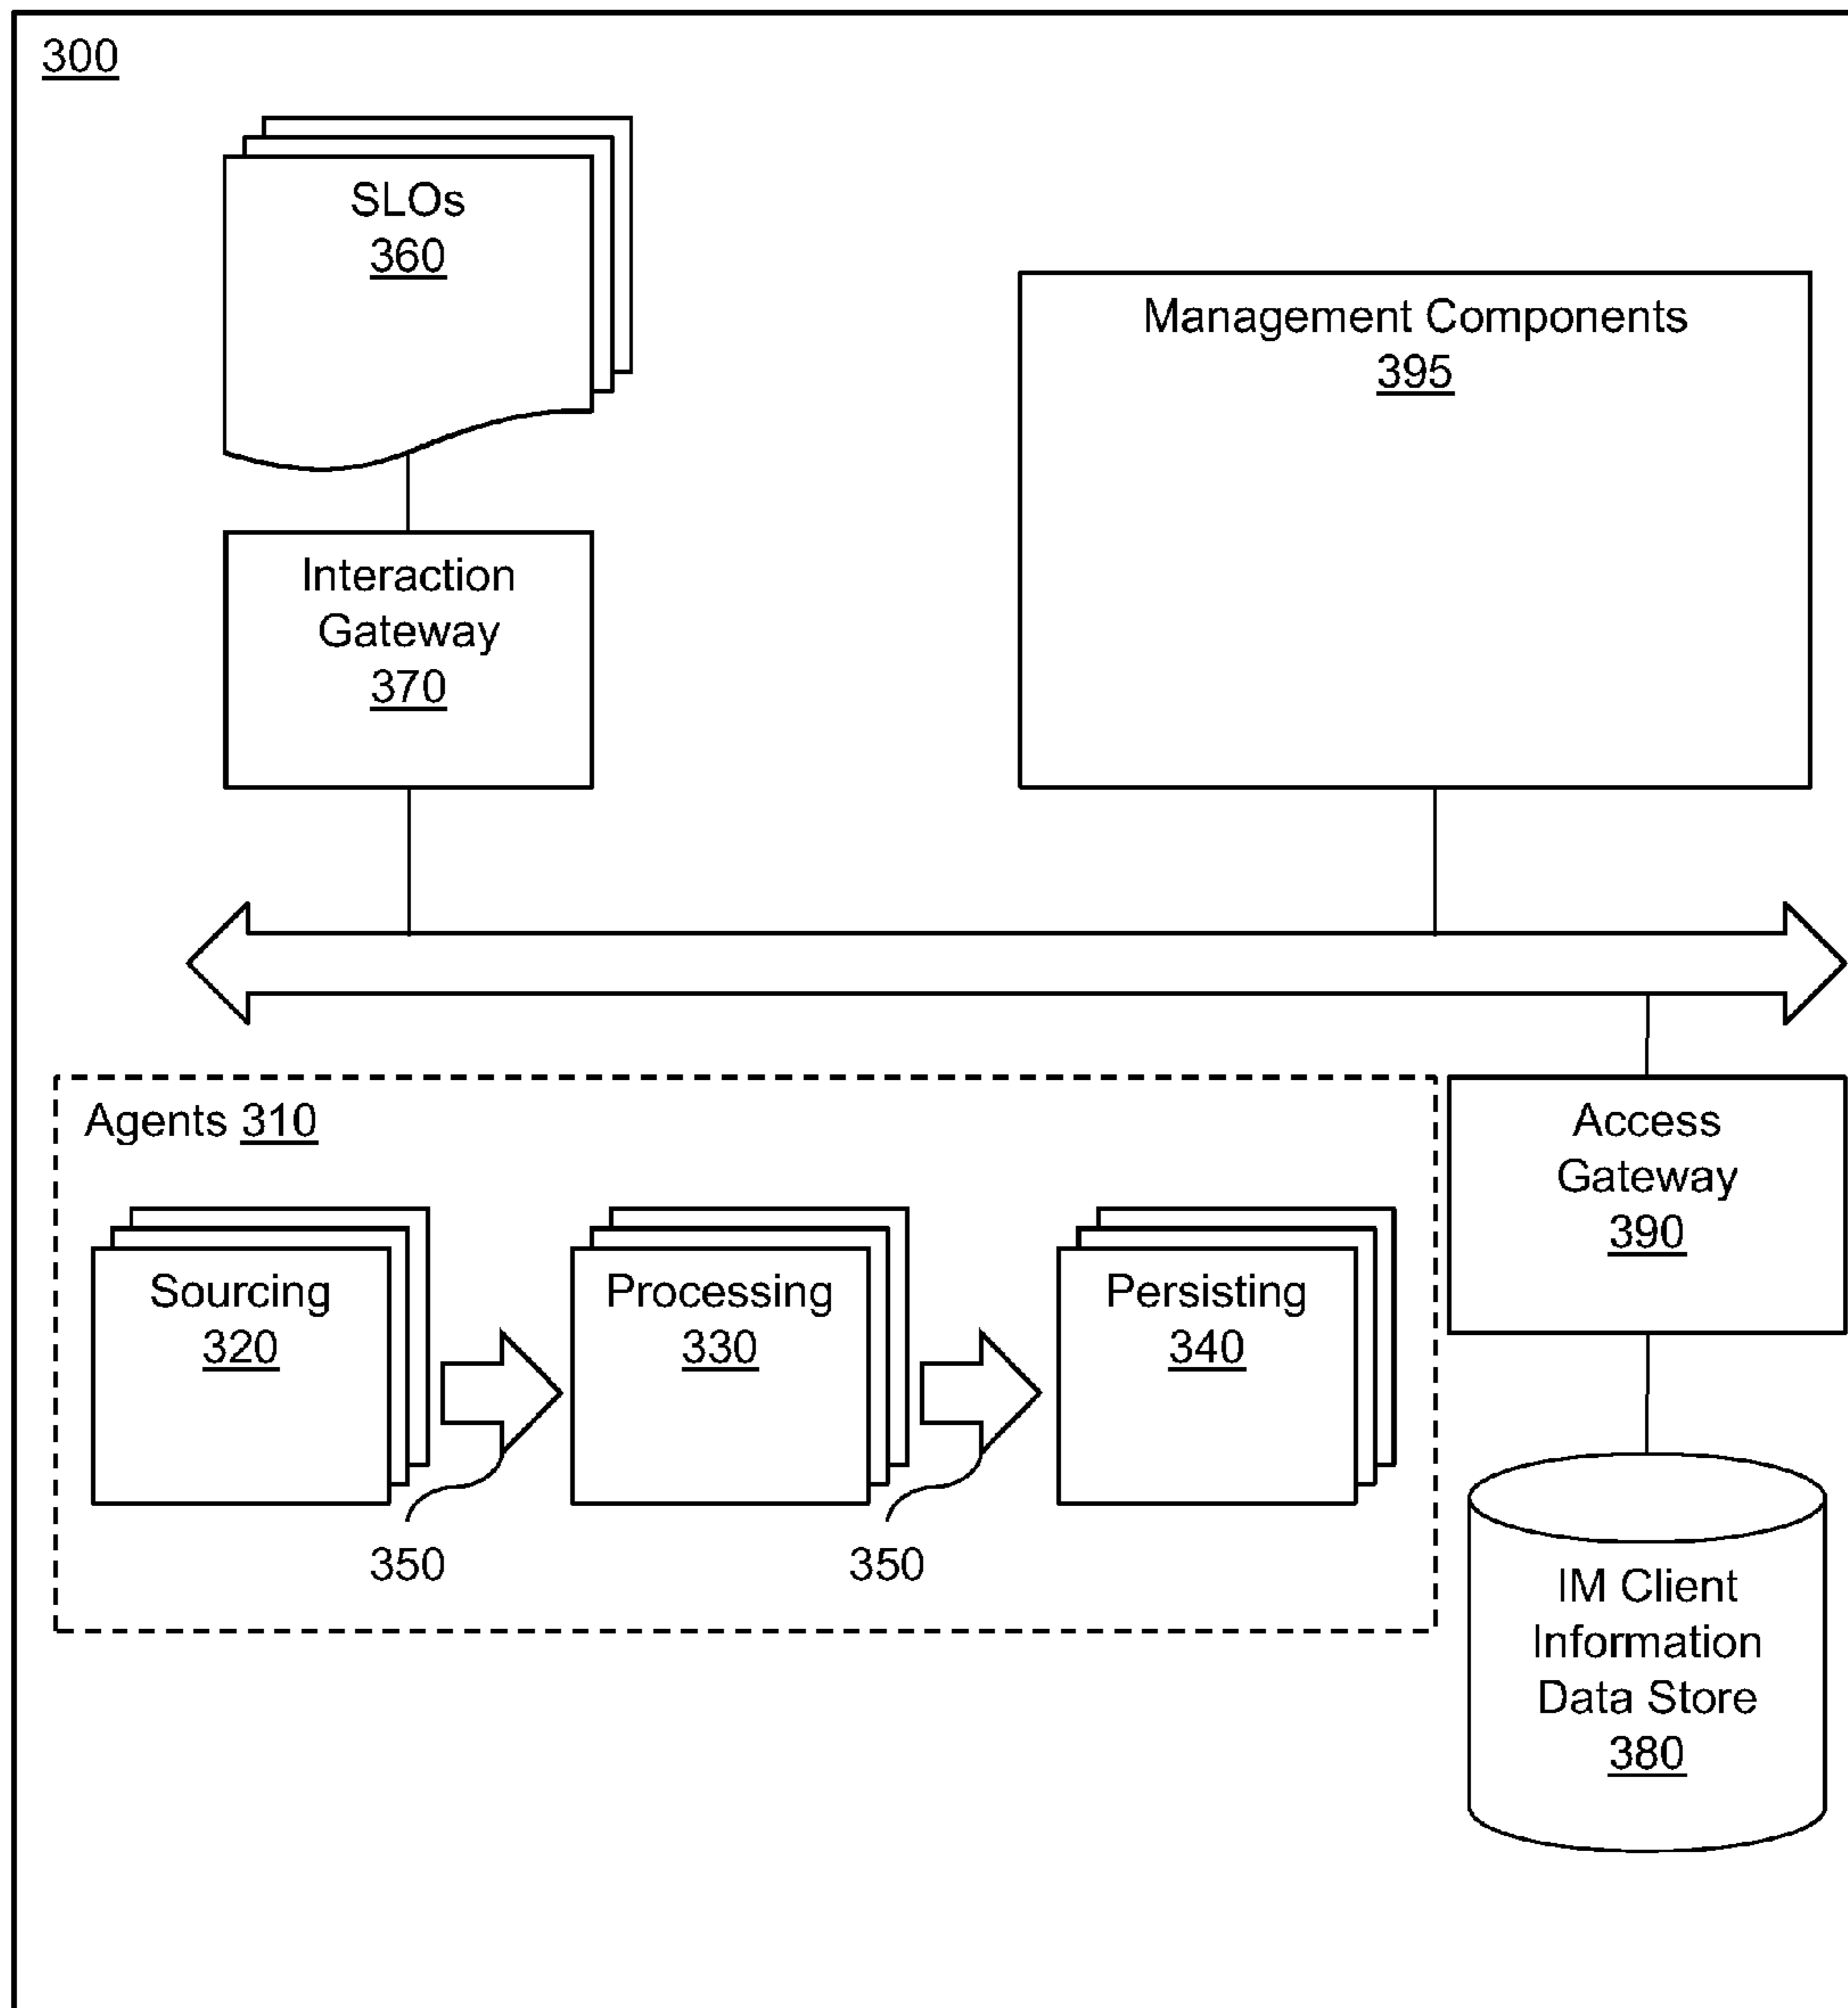 300
SLOs
360
Management Components
395
Interaction
Gateway
370
Agents 310
Access
Gateway
390
Sourcing
320
Processing
330
Persisting
340
350
350
IM Client
Information
Data Store
380